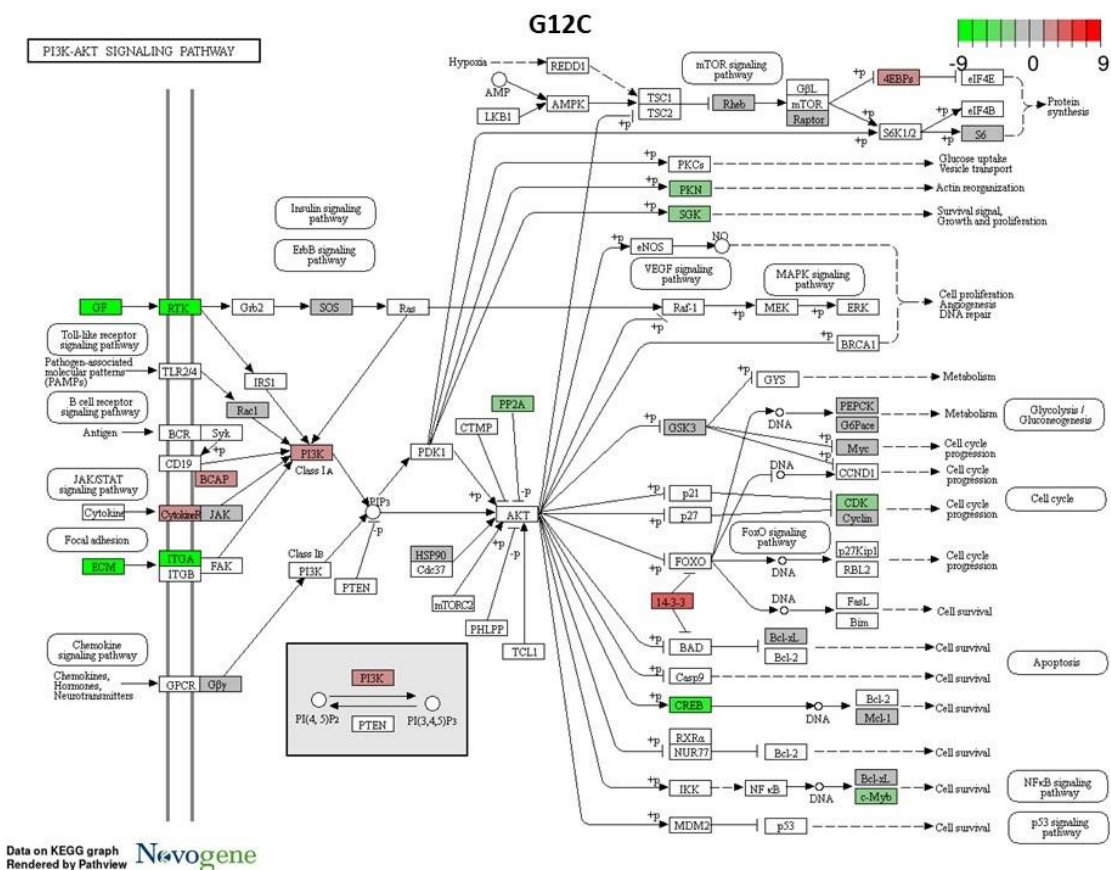 G12C
PI3K-AKT SIGNALING PATHWAY
-9 0 9
Hypoxia
REDD1
mTOR signaling
pathway
AMP
LKB1
AMPK
TSC1
TSC2
+p
Rheb
GβL
mTOR
Raptor
+p
4EBPs
eIF4E
eIF4B
Protein
synthesis
+p
S6K1/2
+p
S6
+p
PKCs
Glucose uptake
Vesicle transport
+p
PKN
Actin reorganization
+p
SGK
Survival signal,
Growth and proliferation
Insulin signaling
pathway
ErbB signaling
pathway
+p
eNOS
NO
VEGF signaling
pathway
MAPK signaling
pathway
GF
RTK
Grb2
SOS
Ras
Raf-1
+p
MEK
+p
ERK
+p
Cell proliferation
Angiogenesis
DNA repair
+p
BRCA1
Toll-like receptor
signaling pathway
Pathogen-associated
molecular patterns
(PAMPs)
TLR2/4
IRS1
Rac1
B cell receptor
signaling pathway
Antigen
BCR
Syk
+p
CD19
BCAP
PI3K
Class IA
JAK/STAT
signaling pathway
Cytokine
CytokineR
JAK
Focal adhesion
ECM
ITGA
ITGB
FAK
Class IB
PI3K
PIP3
-p
PTEN
PDK1
CTMP
PP2A
+p
-p
AKT
HSP90
Cdc37
+p
-p
mTORC2
PHLPP
TCL1
Chemokine
signaling pathway
Chemokines,
Hormones,
Neurotransmitters
GPCR
Gβγ
PI3K
PI(4, 5)P2
PI(3,4,5)P3
PTEN
GYS
Metabolism
+p
GSK3
DNA
PEPCK
G6Pace
Metabolism
Glycolysis /
Gluconeogenesis
+p
Myc
Cell cycle
progression
+p
DNA
CCND1
Cell cycle
progression
+p
p21
+p
p27
CDK
Cyclin
Cell cycle
progression
Cell cycle
FoxO signaling
pathway
+p
FOXO
DNA
p27Kip1
RBL2
Cell cycle
progression
14-3-3
DNA
FasL
Bim
Cell survival
+p
BAD
Bcl-xL
Bcl-2
Cell survival
Apoptosis
+p
Casp9
Cell survival
+p
CREB
DNA
Bcl-2
Mcl-1
Cell survival
+p
RXRα
NUR77
Bcl-2
Cell survival
+p
IKK
NFκB
DNA
Bcl-xL
c-Myb
Cell survival
NFκB signaling
pathway
+p
MDM2
p53
Cell survival
p53 signaling
pathway
Data on KEGG graph
Rendered by Pathview
Novogene